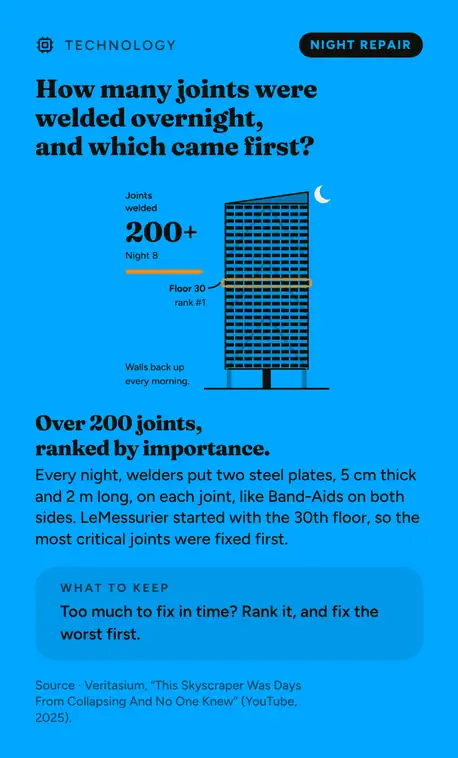 TECHNOLOGY
NIGHT REPAIR
How many joints were
welded overnight,
and which came first?
Joints
welded
200+
Night 8
Floor 30
rank #1
Walls back up
every morning.
Over 200 joints,
ranked by importance.
Every night, welders put two steel plates, 5 cm thick
and 2 m long, on each joint, like Band-Aids on both
sides. LeMessurier started with the 30th floor, so the
most critical joints were fixed first.
WHAT TO KEEP
Too much to fix in time? Rank it, and fix the
worst first.
Source · Veritasium, “This Skyscraper Was Days
From Collapsing And No One Knew” (YouTube,
2025).